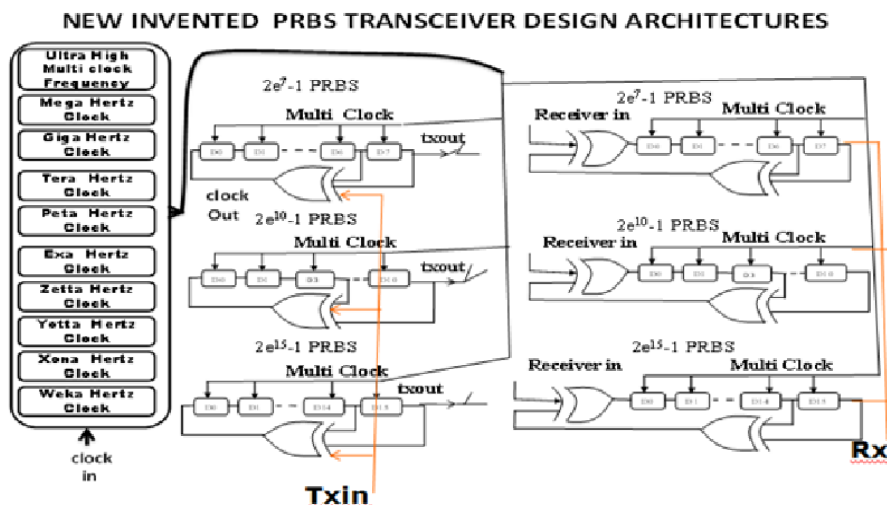 NEW INVENTED PRBS TRANSCEIVER DESIGN ARCHITECTURES
Ultra High
Multi clock
Frequency
Mega Hertz
Clock
Giga Hertz
Clock
Tera Hertz
Clock
Peta Hertz
Clock
Exa Hertz
Clock
Zetta Hertz
Clock
Yotta Hertz
Clock
Xona Hertz
Clock
Weka Hertz
Clock
clock
in
clock
Out
2e⁷-1 PRBS
Multi Clock
txout
D0 D1 D6 D7
2e¹⁰-1 PRBS
Multi Clock
txout
D0 D1 D3 D10
2e¹⁵-1 PRBS
Multi Clock
txout
D0 D1 D14 D15
Txin
2e⁷-1 PRBS
Receiver in
Multi Clock
D0 D1 D6 D7
2e¹⁰-1 PRBS
Receiver in
Multi Clock
D0 D1 D3 D10
2e¹⁵-1 PRBS
Receiver in
Multi Clock
D0 D1 D14 D15
Rx